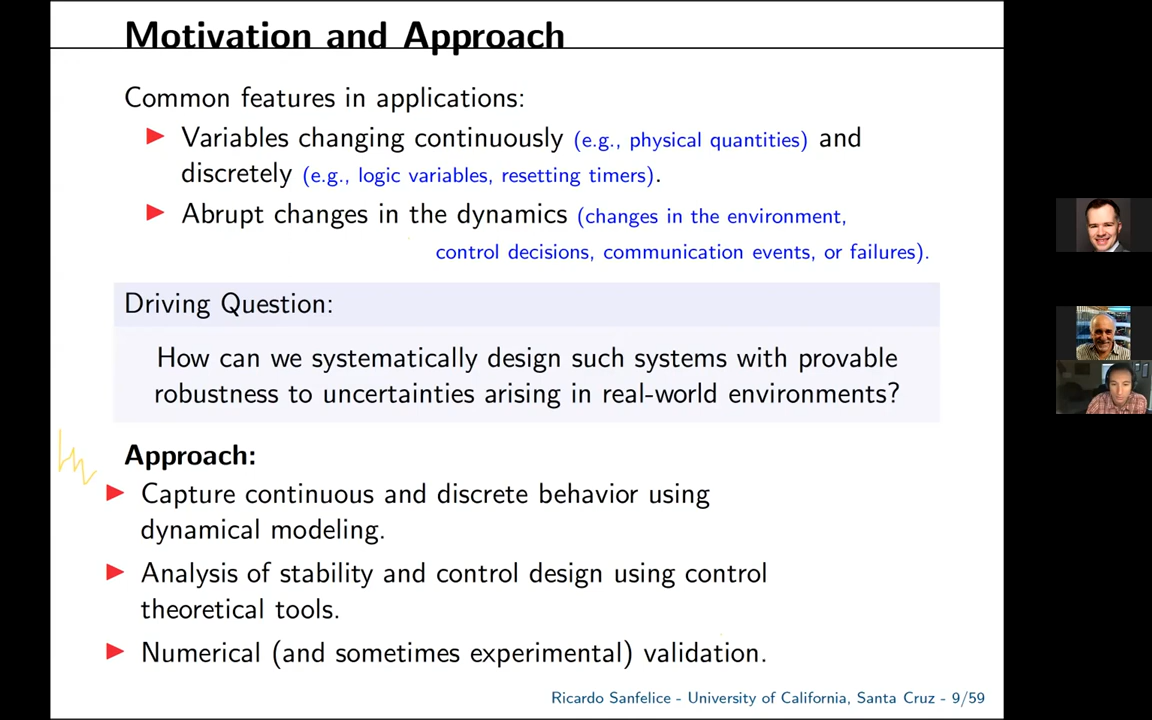 Motivation and Approach
Common features in applications:
Variables changing continuously (e.g., physical quantities) and
discretely (e.g., logic variables, resetting timers).
Abrupt changes in the dynamics (changes in the environment,
control decisions, communication events, or failures).
Driving Question:
How can we systematically design such systems with provable
robustness to uncertainties arising in real-world environments?
Approach:
Capture continuous and discrete behavior using
dynamical modeling.
Analysis of stability and control design using control
theoretical tools.
Numerical (and sometimes experimental) validation.
Ricardo Sanfelice - University of California, Santa Cruz - 9/59